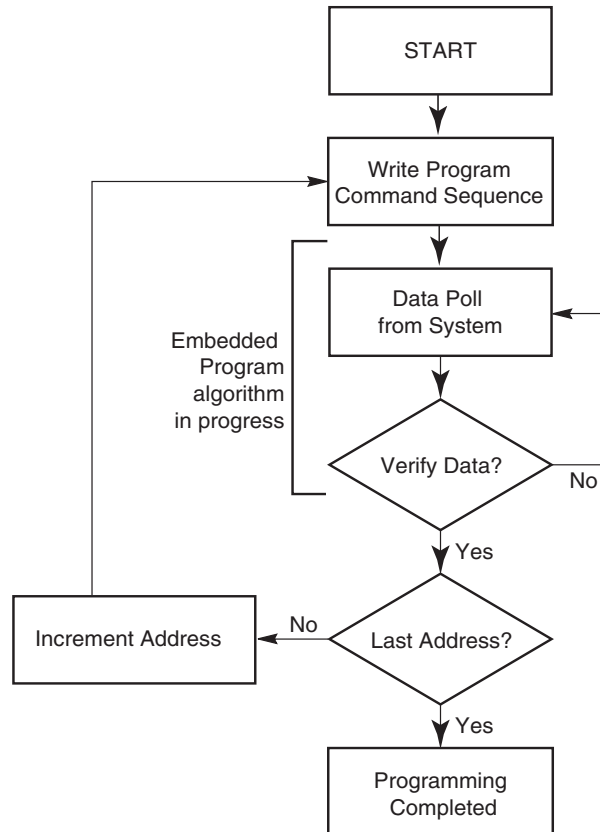 START
Write Program
Command Sequence
Data Poll
from System
Embedded
Program
algorithm
in progress
Verify Data?
No
Yes
Increment Address
No
Last Address?
Yes
Programming
Completed